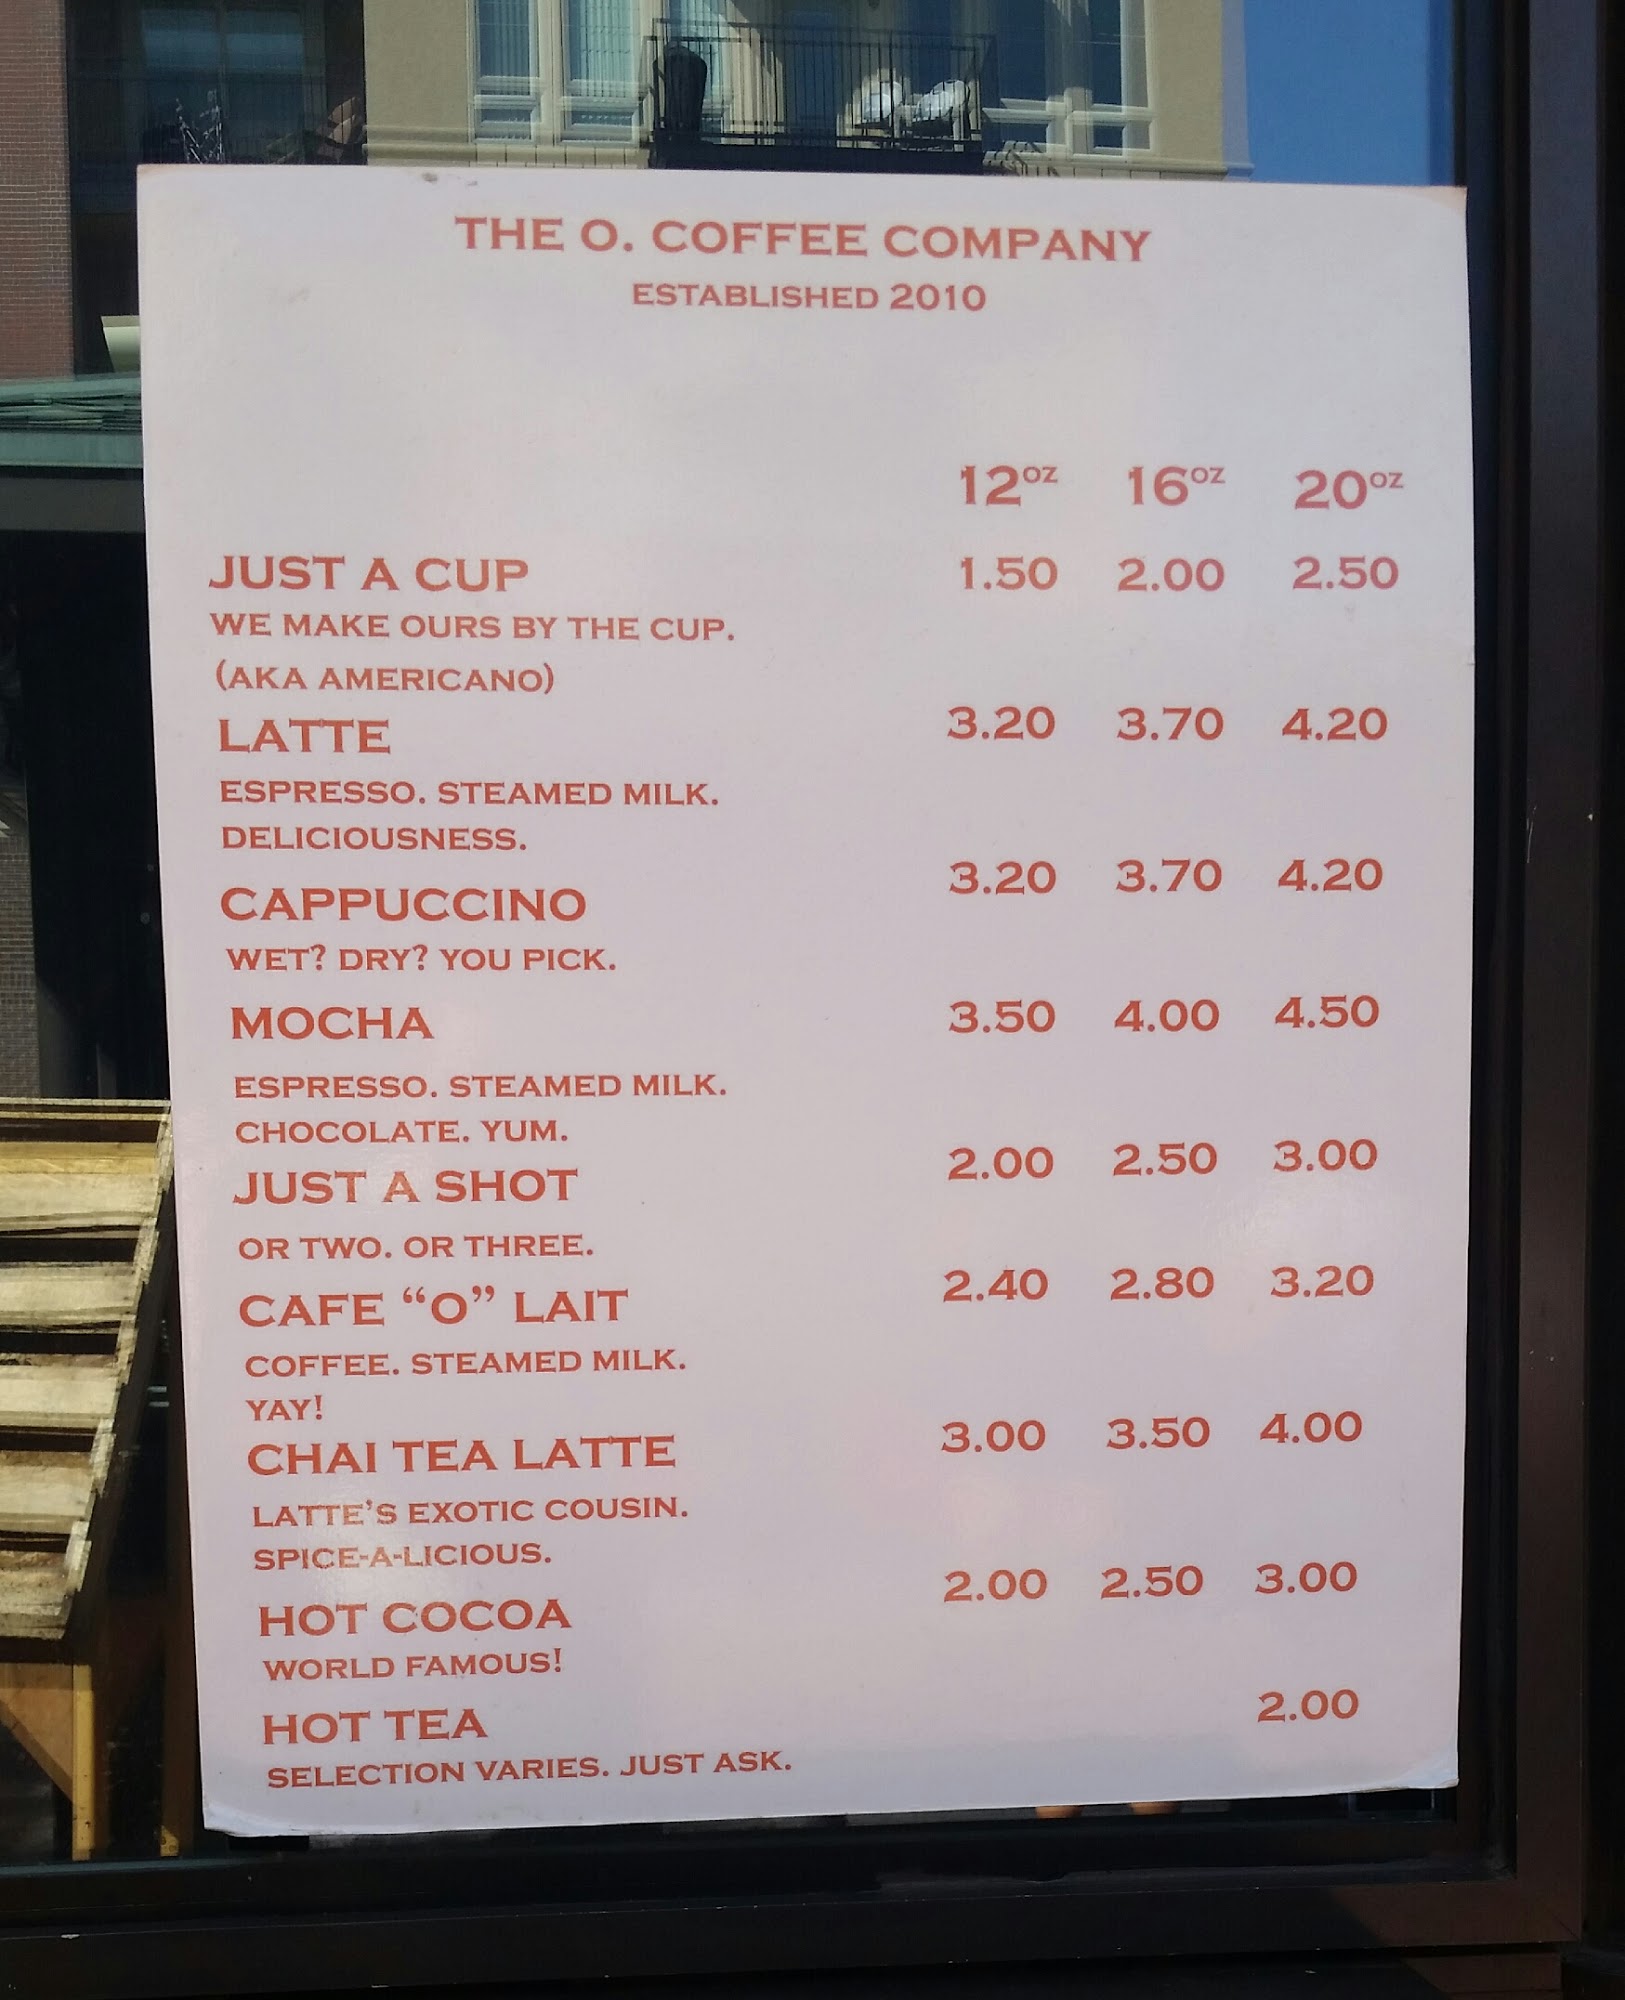 THE O. COFFEE COMPANY
ESTABLISHED 2010
12OZ 16OZ 20OZ
JUST A CUP 1.50 2.00 2.50
WE MAKE OURS BY THE CUP.
(AKA AMERICANO)
LATTE 3.20 3.70 4.20
ESPRESSO. STEAMED MILK.
DELICIOUSNESS.
CAPPUCCINO 3.20 3.70 4.20
WET? DRY? YOU PICK.
MOCHA 3.50 4.00 4.50
ESPRESSO. STEAMED MILK.
CHOCOLATE. YUM.
JUST A SHOT 2.00 2.50 3.00
OR TWO. OR THREE.
CAFE “O” LAIT 2.40 2.80 3.20
COFFEE. STEAMED MILK.
YAY!
CHAI TEA LATTE 3.00 3.50 4.00
LATTE’S EXOTIC COUSIN.
SPICE-A-LICIOUS.
HOT COCOA 2.00 2.50 3.00
WORLD FAMOUS!
HOT TEA 2.00
SELECTION VARIES. JUST ASK.